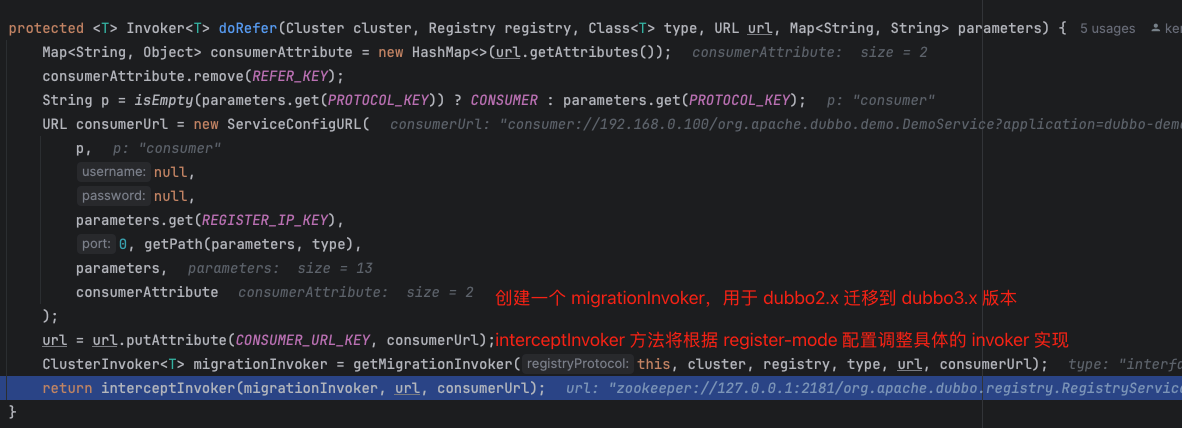 protected <T> Invoker<T> doRefer(Cluster cluster, Registry registry, Class<T> type, URL url, Map<String, String> parameters) { 5 usages
Map<String, Object> consumerAttribute = new HashMap<>(url.getAttributes()); consumerAttribute: size = 2
consumerAttribute.remove(REFER_KEY);
String p = isEmpty(parameters.get(PROTOCOL_KEY)) ? CONSUMER : parameters.get(PROTOCOL_KEY); p: "consumer"
URL consumerUrl = new ServiceConfigURL( consumerUrl: "consumer://192.168.0.100/org.apache.dubbo.demo.DemoService?application=dubbo-demo
p, p: "consumer"
username: null,
password: null,
parameters.get(REGISTER_IP_KEY),
port: 0, getPath(parameters, type),
parameters, parameters: size = 13
consumerAttribute consumerAttribute: size = 2 创建一个 migrationInvoker，用于 dubbo2.x 迁移到 dubbo3.x 版本
);
url = url.putAttribute(CONSUMER_URL_KEY, consumerUrl); interceptInvoker 方法将根据 register-mode 配置调整具体的 invoker 实现
ClusterInvoker<T> migrationInvoker = getMigrationInvoker( registryProtocol: this, cluster, registry, type, url, consumerUrl); type: "interfa
return interceptInvoker(migrationInvoker, url, consumerUrl); url: "zookeeper://127.0.0.1:2181/org.apache.dubbo.registry.RegistryService
}